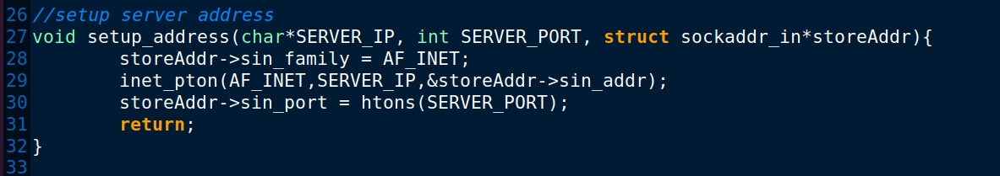 26 //setup server address
27 void setup_address(char*SERVER_IP, int SERVER_PORT, struct sockaddr_in*storeAddr){
28         storeAddr->sin_family = AF_INET;
29         inet_pton(AF_INET,SERVER_IP,&storeAddr->sin_addr);
30         storeAddr->sin_port = htons(SERVER_PORT);
31         return;
32 }
33